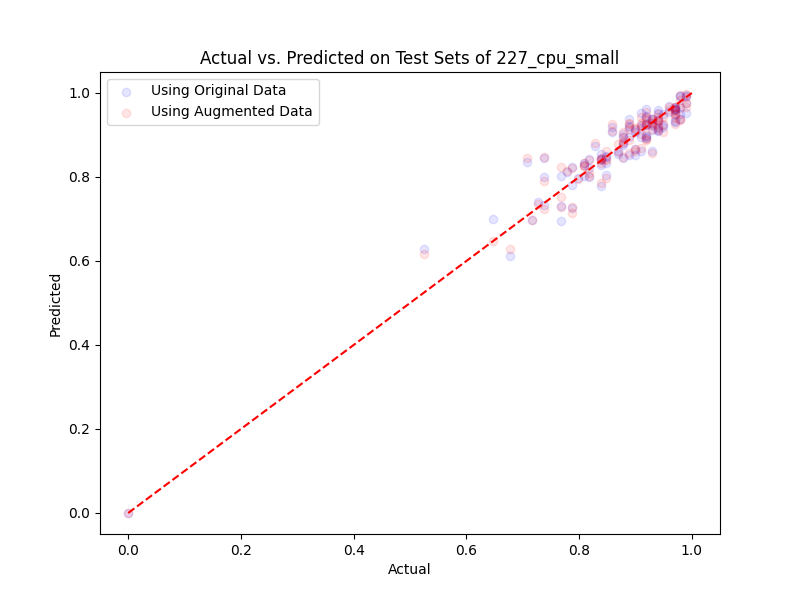 Actual vs. Predicted on Test Sets of 227_cpu_small
Using Original Data
Using Augmented Data
1.0
0.8
0.6
0.4
0.2
0.0
Predicted
0.0 0.2 0.4 0.6 0.8 1.0
Actual